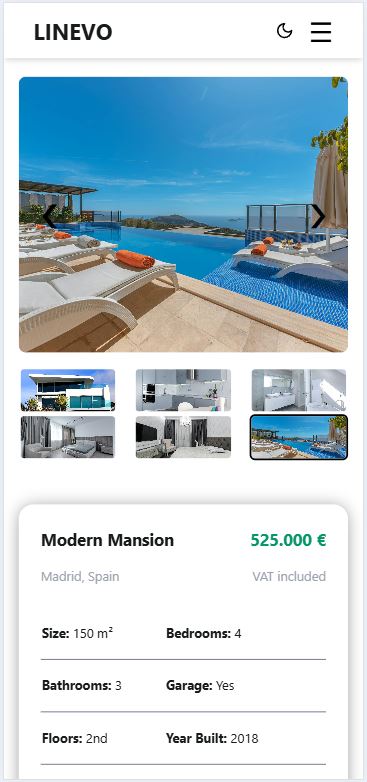 LINEVO
Modern Mansion 525.000 €
Madrid, Spain VAT included
Size: 150 m² Bedrooms: 4
Bathrooms: 3 Garage: Yes
Floors: 2nd Year Built: 2018